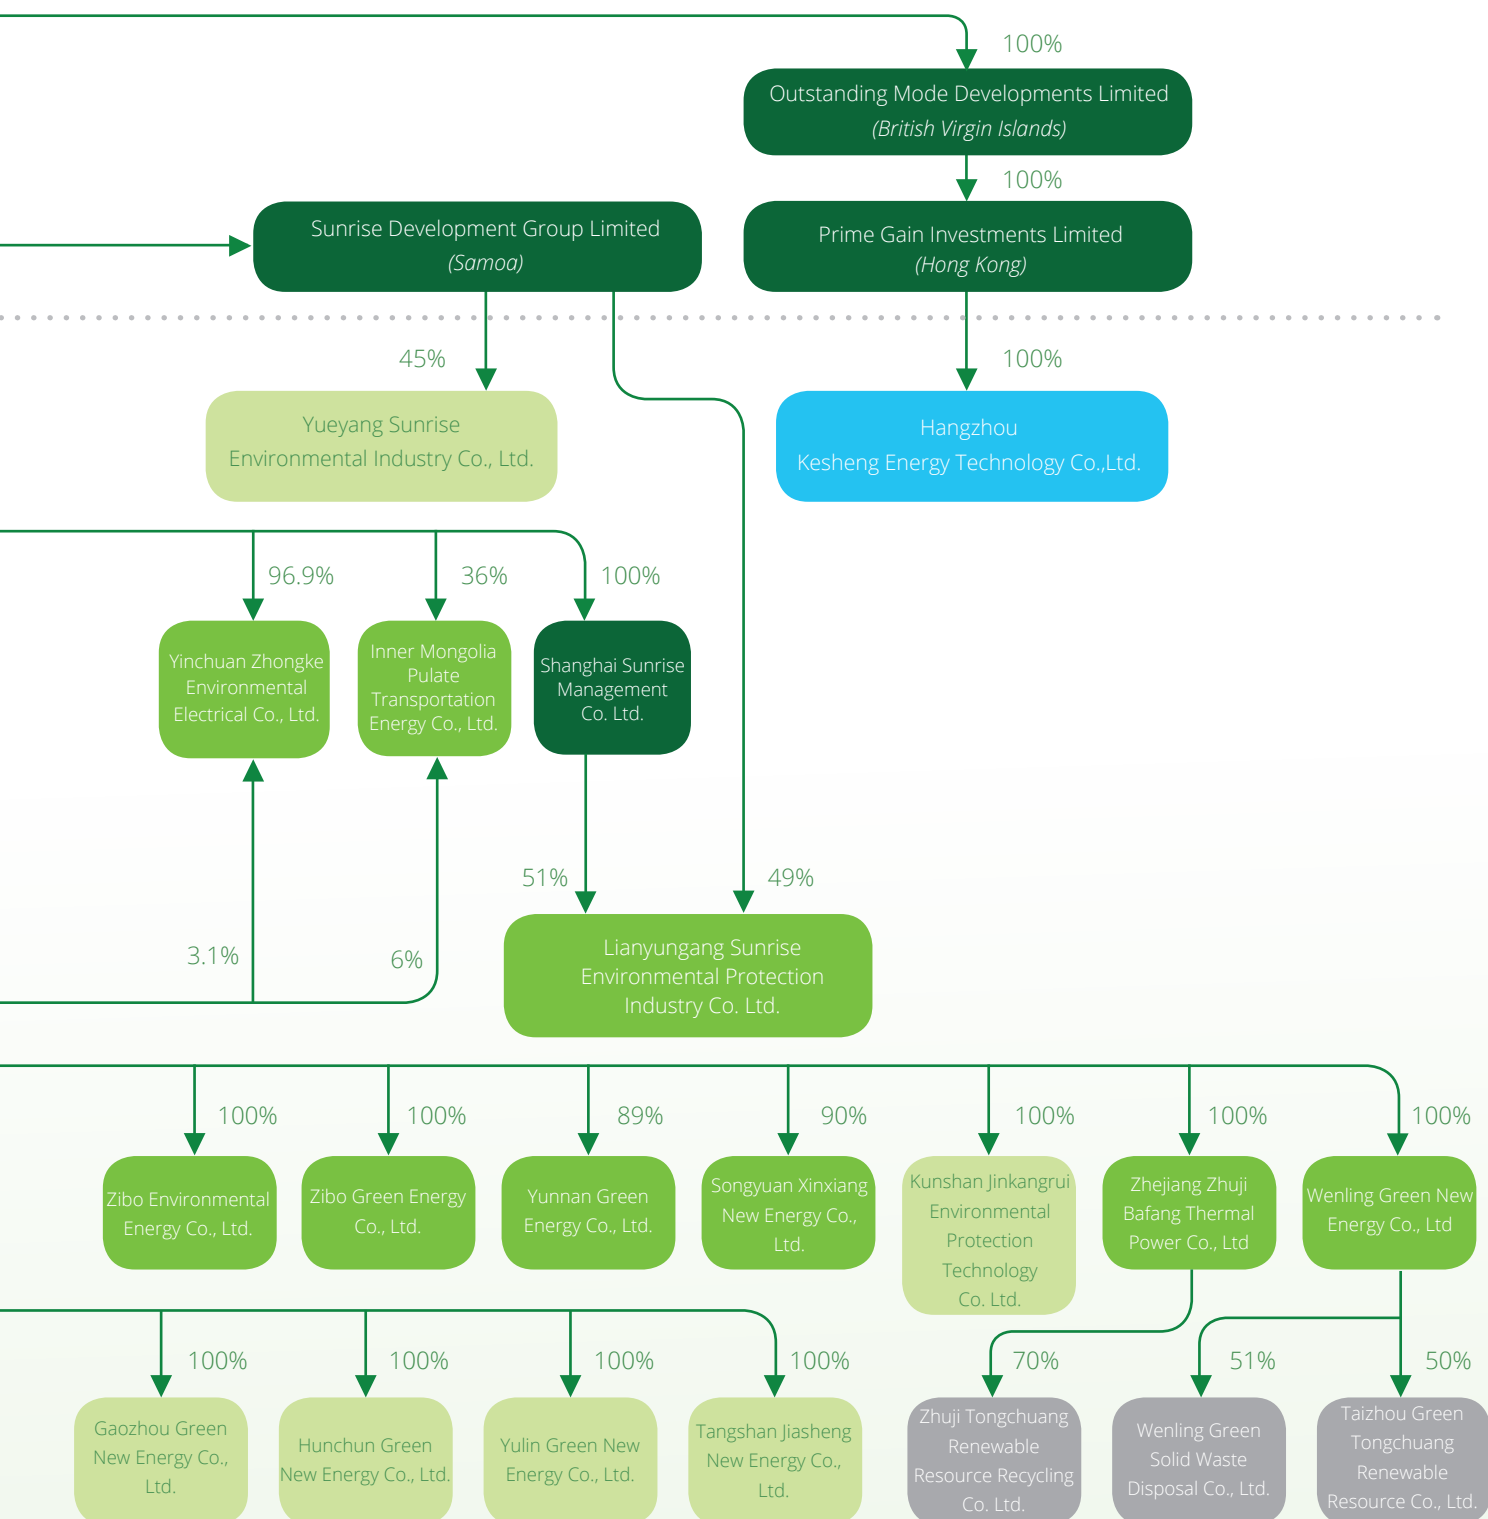 100%
Outstanding Mode Developments Limited
(British Virgin Islands)
100%
Sunrise Development Group Limited
(Samoa)
Prime Gain Investments Limited
(Hong Kong)
45%
100%
Yueyang Sunrise
Environmental Industry Co., Ltd.
Hangzhou
Kesheng Energy Technology Co.,Ltd.
96.9%
36%
100%
Yinchuan Zhongke
Environmental
Electrical Co., Ltd.
Inner Mongolia
Pulate
Transportation
Energy Co., Ltd.
Shanghai Sunrise
Management
Co. Ltd.
51%
49%
3.1%
6%
Lianyungang Sunrise
Environmental Protection
Industry Co. Ltd.
100%
100%
89%
90%
100%
100%
100%
Zibo Environmental
Energy Co., Ltd.
Zibo Green Energy
Co., Ltd.
Yunnan Green
Energy Co., Ltd.
Songyuan Xinxiang
New Energy Co.,
Ltd.
Kunshan Jinkangrui
Environmental
Protection
Technology
Co. Ltd.
Zhejiang Zhuji
Bafang Thermal
Power Co., Ltd
Wenling Green New
Energy Co., Ltd
100%
100%
100%
100%
70%
51%
50%
Gaozhou Green
New Energy Co.,
Ltd.
Hunchun Green
New Energy Co., Ltd.
Yulin Green New
Energy Co., Ltd.
Tangshan Jiasheng
New Energy Co.,
Ltd.
Zhuji Tongchuang
Renewable
Resource Recycling
Co. Ltd.
Wenling Green
Solid Waste
Disposal Co., Ltd.
Taizhou Green
Tongchuang
Renewable
Resource Co., Ltd.